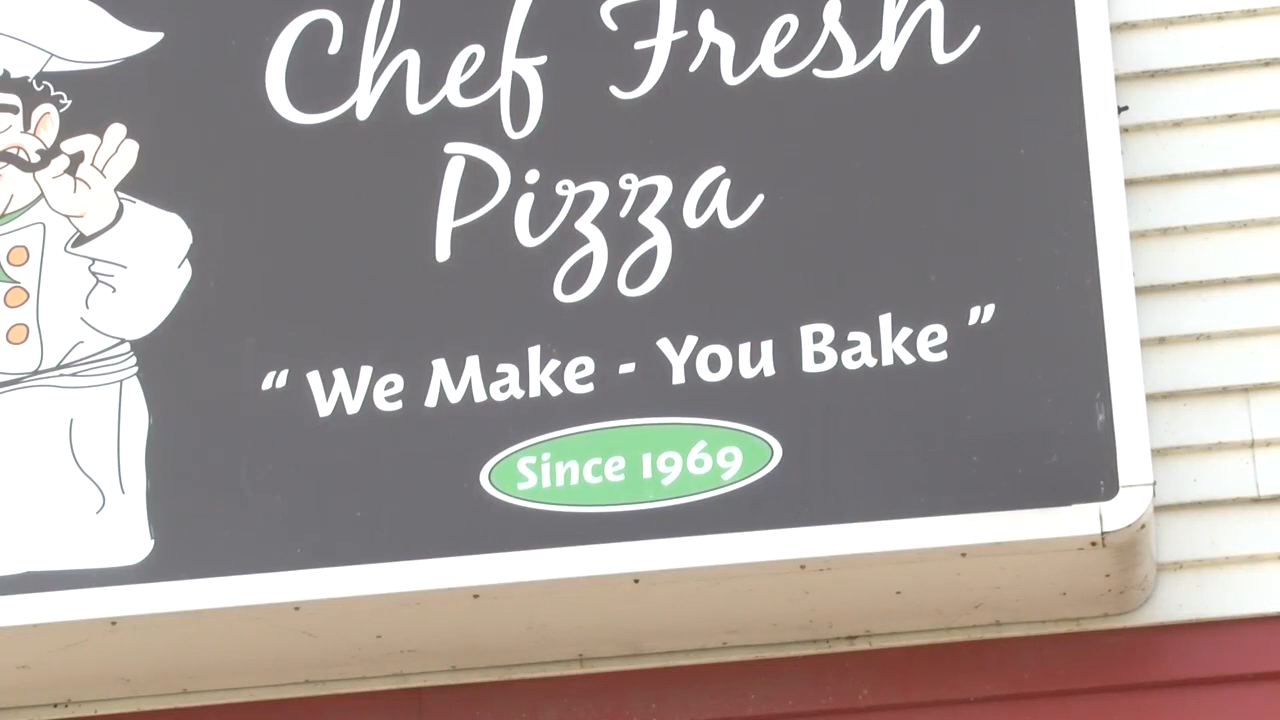 Chef Fresh
Pizza
“ We Make - You Bake ”
Since 1969